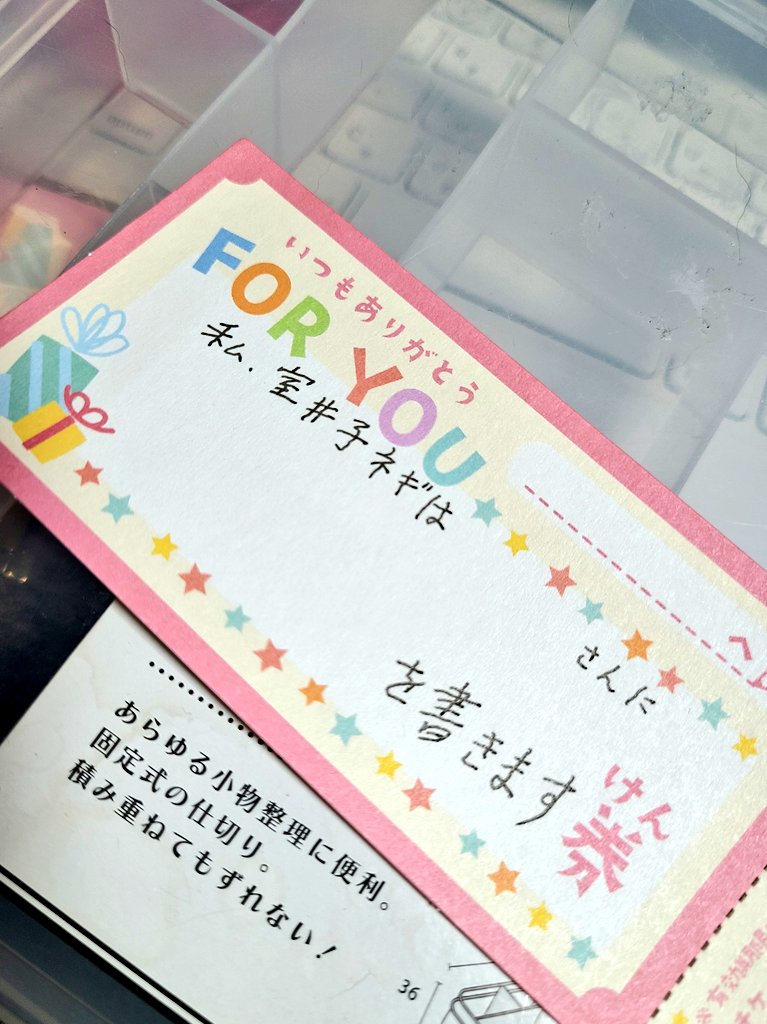 いつもありがとう
FOR YOU
私、室井子ネギは
へ
さんに
を書きます
けん
券
あらゆる小物整理に便利。
固定式の仕切り。
積み重ねてもずれない！
36
option